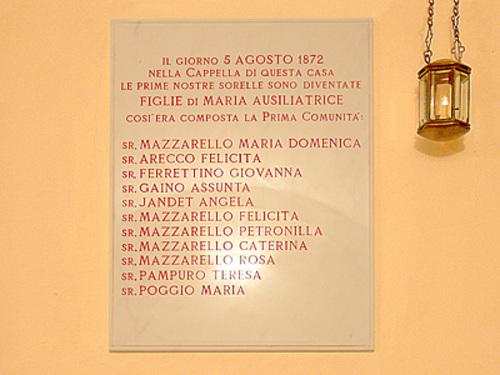 IL GIORNO 5 AGOSTO 1872
NELLA CAPPELLA DI QUESTA CASA
LE PRIME NOSTRE SORELLE SONO DIVENTATE
FIGLIE DI MARIA AUSILIATRICE
COSI' ERA COMPOSTA LA PRIMA COMUNITA':
SR. MAZZARELLO MARIA DOMENICA
SR. ARECCO FELICITA
SR. FERRETTINO GIOVANNA
SR. GAINO ASSUNTA
SR. JANDET ANGELA
SR. MAZZARELLO FELICITA
SR. MAZZARELLO PETRONILLA
SR. MAZZARELLO CATERINA
SR. MAZZARELLO ROSA
SR. PAMPURO TERESA
SR. POGGIO MARIA